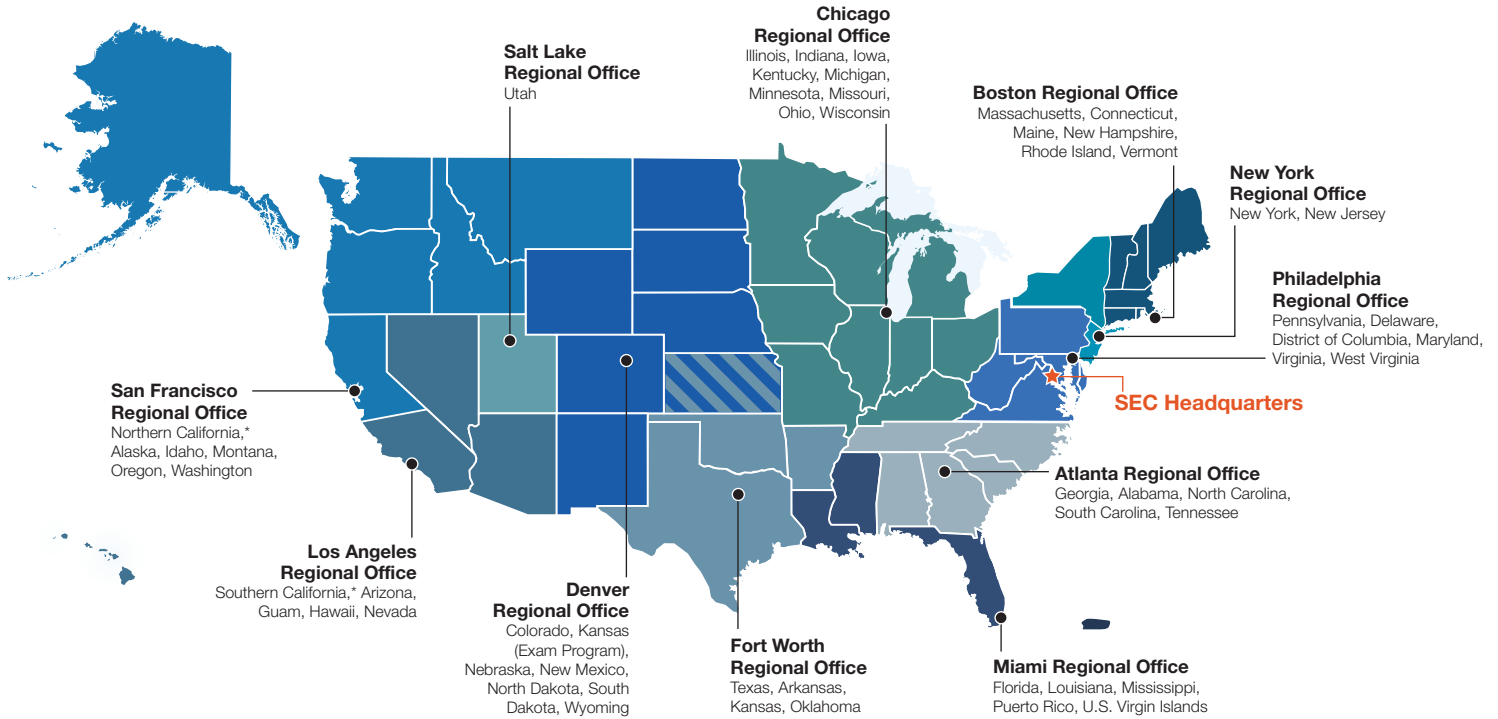 Chicago
Regional Office
Illinois, Indiana, Iowa,
Kentucky, Michigan,
Minnesota, Missouri,
Ohio, Wisconsin
Salt Lake
Regional Office
Utah
Boston Regional Office
Massachusetts, Connecticut,
Maine, New Hampshire,
Rhode Island, Vermont
New York
Regional Office
New York, New Jersey
Philadelphia
Regional Office
Pennsylvania, Delaware,
District of Columbia, Maryland,
Virginia, West Virginia
SEC Headquarters
San Francisco
Regional Office
Northern California,*
Alaska, Idaho, Montana,
Oregon, Washington
Atlanta Regional Office
Georgia, Alabama, North Carolina,
South Carolina, Tennessee
Los Angeles
Regional Office
Southern California,* Arizona,
Guam, Hawaii, Nevada
Denver
Regional Office
Colorado, Kansas
(Exam Program),
Nebraska, New Mexico,
North Dakota, South
Dakota, Wyoming
Fort Worth
Regional Office
Texas, Arkansas,
Kansas, Oklahoma
Miami Regional Office
Florida, Louisiana, Mississippi,
Puerto Rico, U.S. Virgin Islands